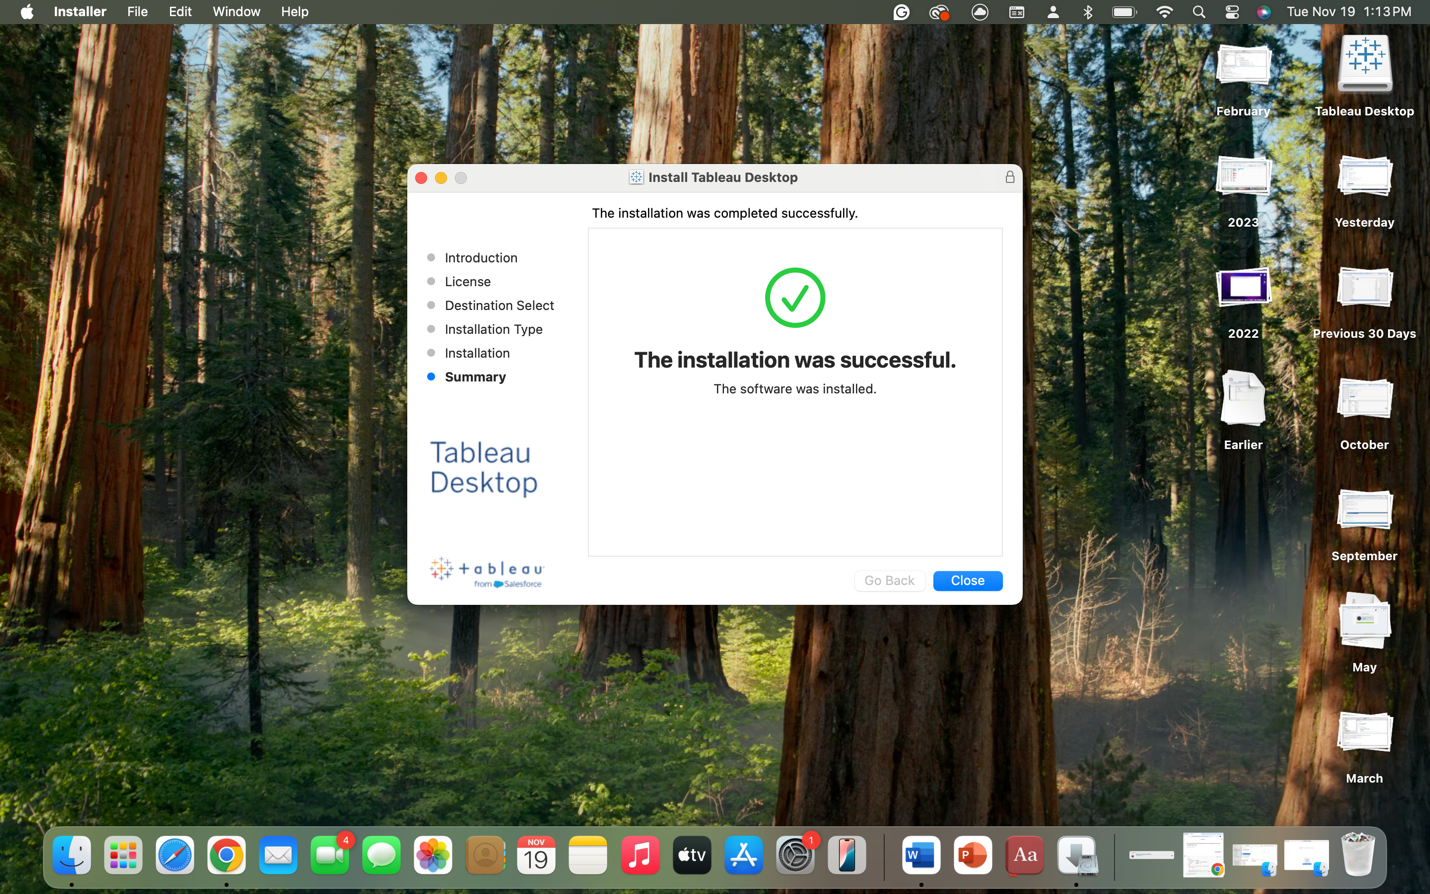 Installer File Edit Window Help Tue Nov 19 1:13 PM
Install Tableau Desktop
The installation was completed successfully.
Introduction
License
Destination Select
Installation Type
Installation
Summary
The installation was successful.
The software was installed.
Tableau
Desktop
+ableau
from Salesforce
Go Back Close
February Tableau Desktop
2023 Yesterday
2022 Previous 30 Days
Earlier October
September
May
March
4
NOV
19
tv
1
W
P
Aa